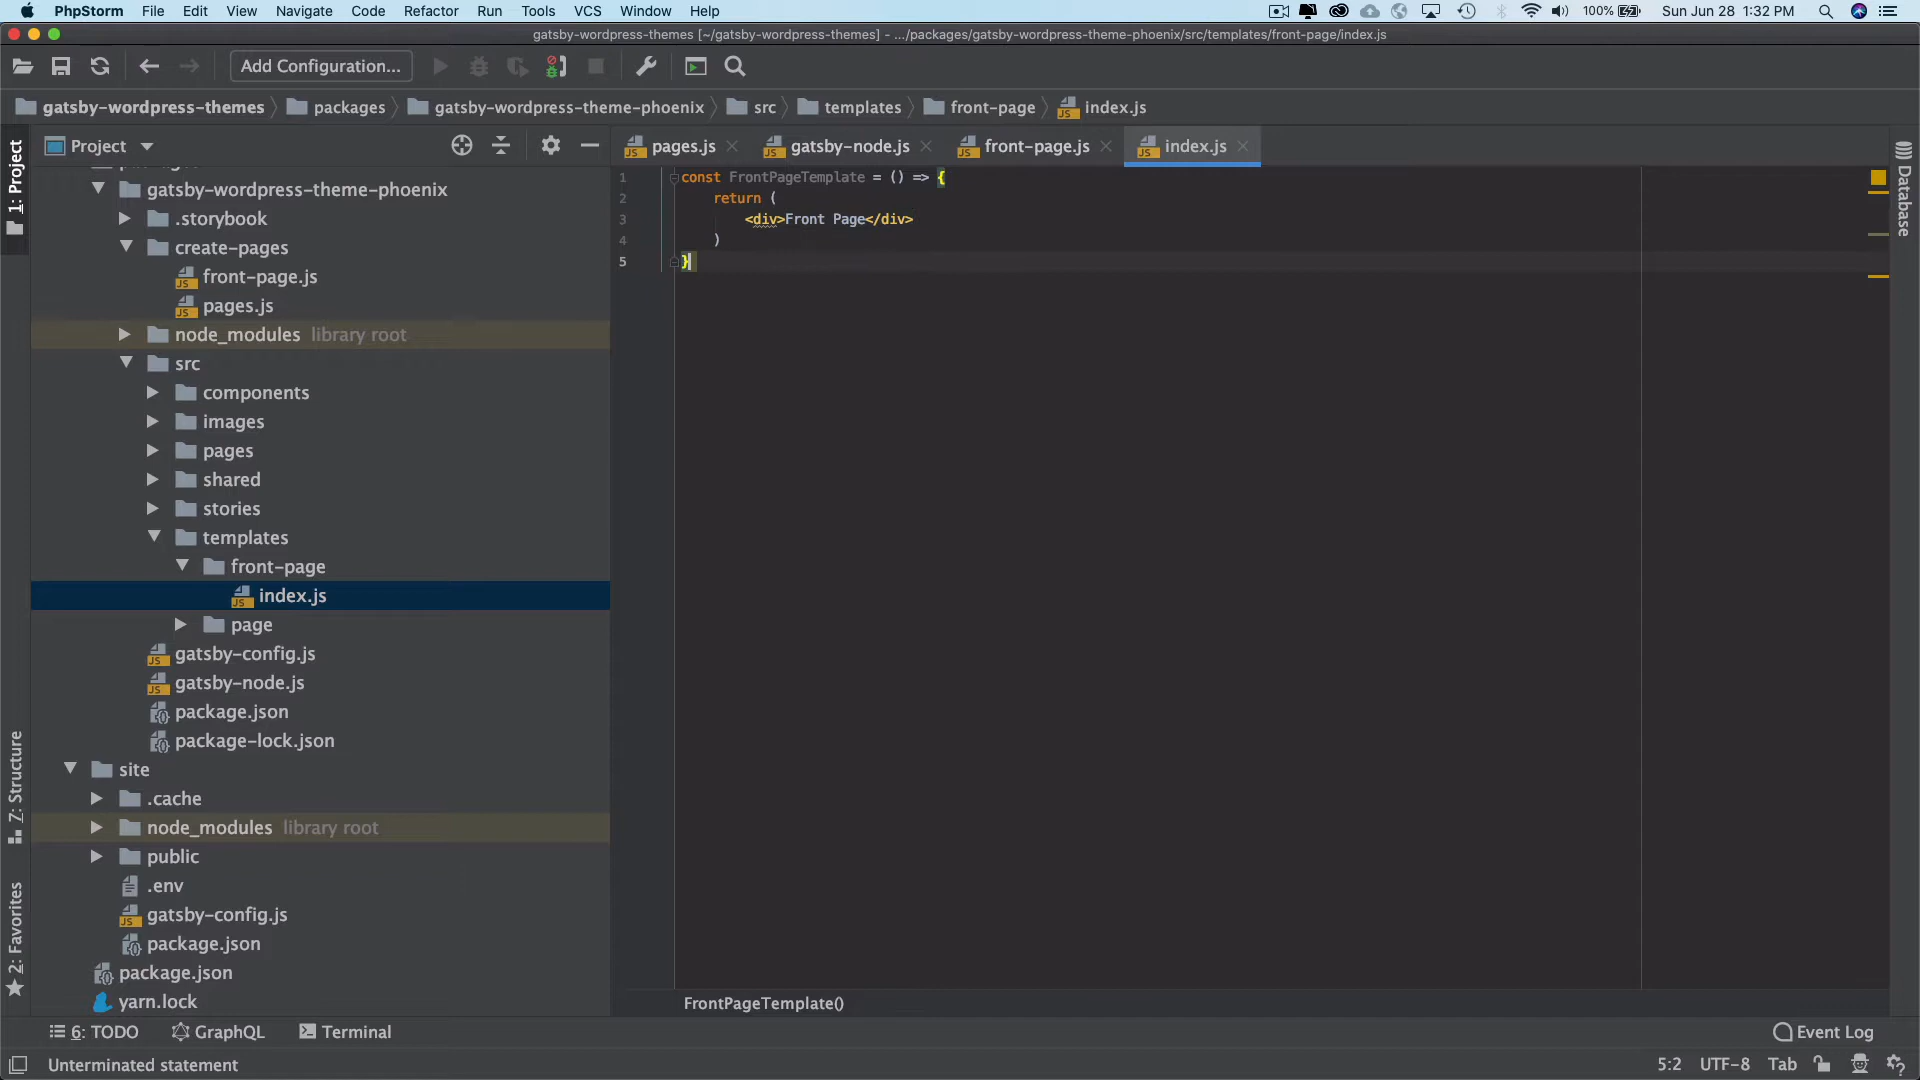 PhpStorm File Edit View Navigate Code Refactor Run Tools VCS Window Help 100% Sun Jun 28 1:32 PM
gatsby-wordpress-themes [~/gatsby-wordpress-themes] - .../packages/gatsby-wordpress-theme-phoenix/src/templates/front-page/index.js
Add Configuration...
gatsby-wordpress-themes packages gatsby-wordpress-theme-phoenix src templates front-page index.js
1: Project
Project
pages.js gatsby-node.js front-page.js index.js
Database
gatsby-wordpress-theme-phoenix
.storybook
create-pages
front-page.js
pages.js
node_modules library root
src
components
images
pages
shared
stories
templates
front-page
index.js
page
gatsby-config.js
gatsby-node.js
package.json
package-lock.json
site
.cache
node_modules library root
public
.env
gatsby-config.js
package.json
package.json
yarn.lock
1 const FrontPageTemplate = () => {
2 return (
3 <div>Front Page</div>
4 )
5 }
Z: Structure
2: Favorites
FrontPageTemplate()
6: TODO GraphQL Terminal Event Log
Unterminated statement 5:2 UTF-8 Tab